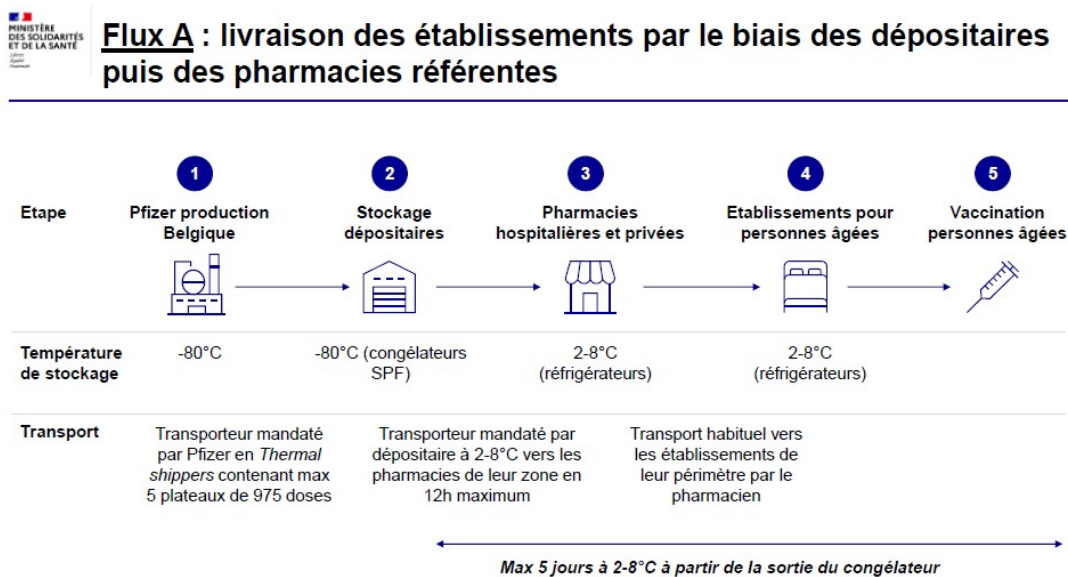 MINISTÈRE
DES SOLIDARITÉS
ET DE LA SANTÉ
Liberté
Égalité
Fraternité
Flux A : livraison des établissements par le biais des dépositaires
puis des pharmacies référentes
1 2 3 4 5
Etape
Pfizer production
Belgique
Stockage
dépositaires
Pharmacies
hospitalières et privées
Etablissements pour
personnes âgées
Vaccination
personnes âgées
Température
de stockage
-80°C
-80°C (congélateurs
SPF)
2-8°C
(réfrigérateurs)
2-8°C
(réfrigérateurs)
Transport
Transporteur mandaté
par Pfizer en Thermal
shippers contenant max
5 plateaux de 975 doses
Transporteur mandaté par
dépositaire à 2-8°C vers les
pharmacies de leur zone en
12h maximum
Transport habituel vers
les établissements de
leur périmètre par le
pharmacien
Max 5 jours à 2-8°C à partir de la sortie du congélateur